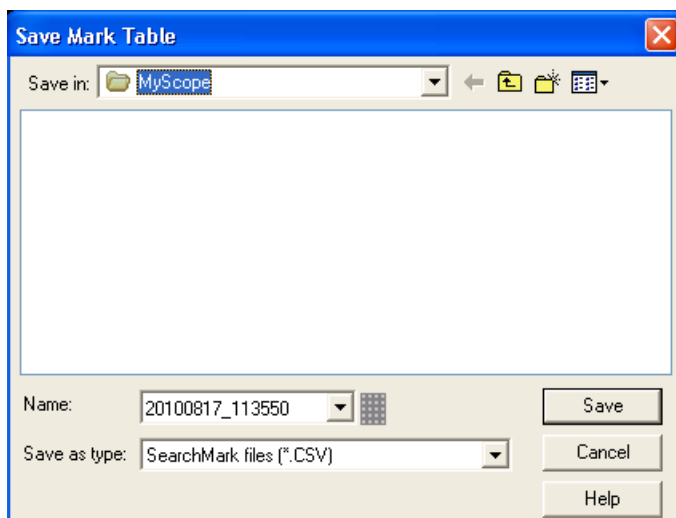 Save Mark Table
Save in: MyScope
Name: 20100817_113550 Save
Save as type: SearchMark files (*.CSV) Cancel
Help